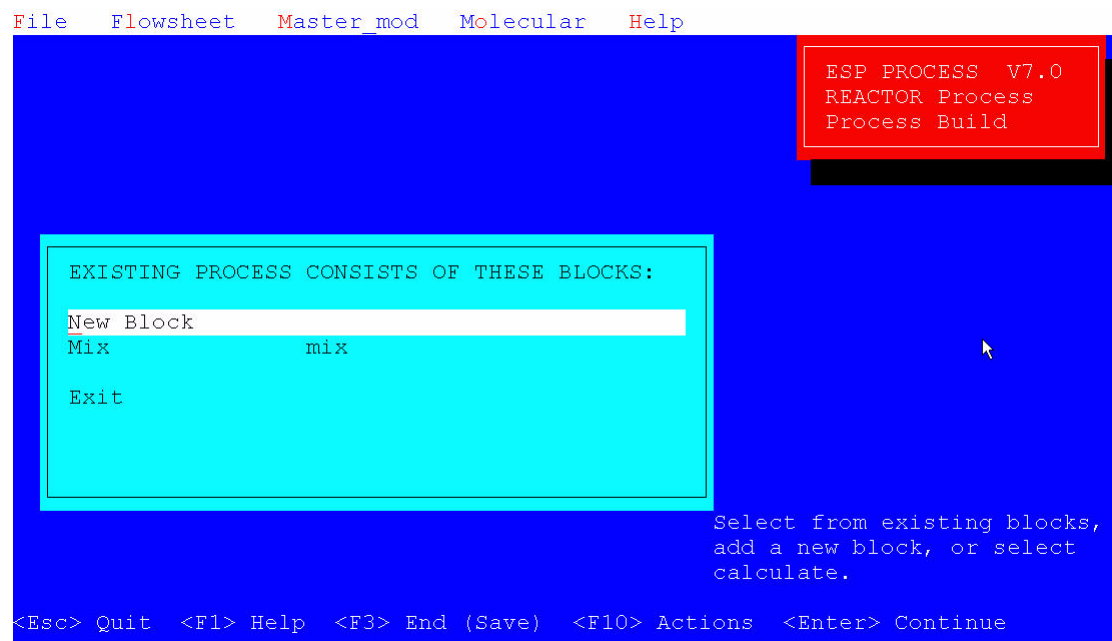 File Flowsheet Master_mod Molecular Help
ESP PROCESS V7.0
REACTOR Process
Process Build
EXISTING PROCESS CONSISTS OF THESE BLOCKS:
New Block
Mix mix
Exit
Select from existing blocks,
add a new block, or select
calculate.
<Esc> Quit <F1> Help <F3> End (Save) <F10> Actions <Enter> Continue